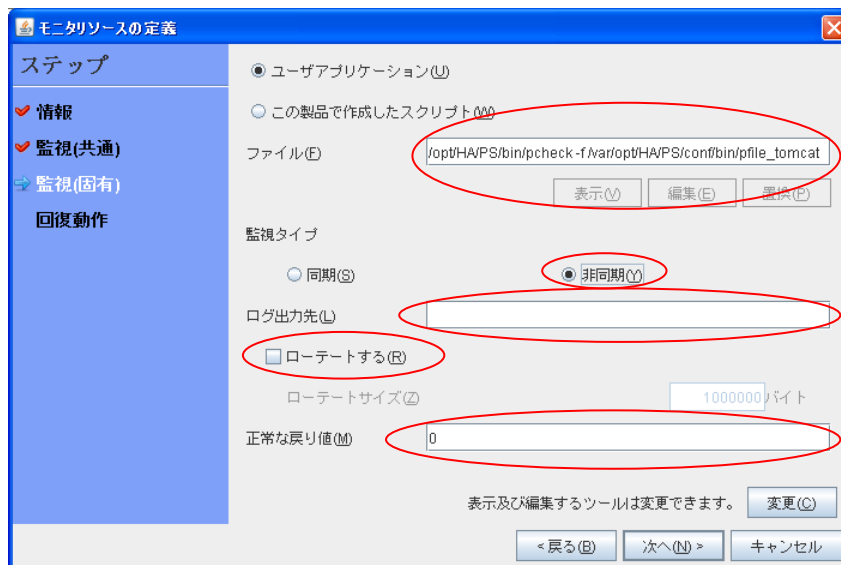 モニタリソースの定義
ステップ
情報
監視(共通)
監視(固有)
回復動作
ユーザアプリケーション(U)
この製品で作成したスクリプト(W)
ファイル(F)
/opt/HA/PS/bin/pcheck -f /var/opt/HA/PS/conf/bin/pfile_tomcat
表示(V) 編集(E) 置換(P)
監視タイプ
同期(S) 非同期(Y)
ログ出力先(L)
ローテートする(R)
ローテートサイズ(Z) 1000000 バイト
正常な戻り値(M) 0
表示及び編集するツールは変更できます。 変更(C)
<戻る(B) 次へ(N)> キャンセル